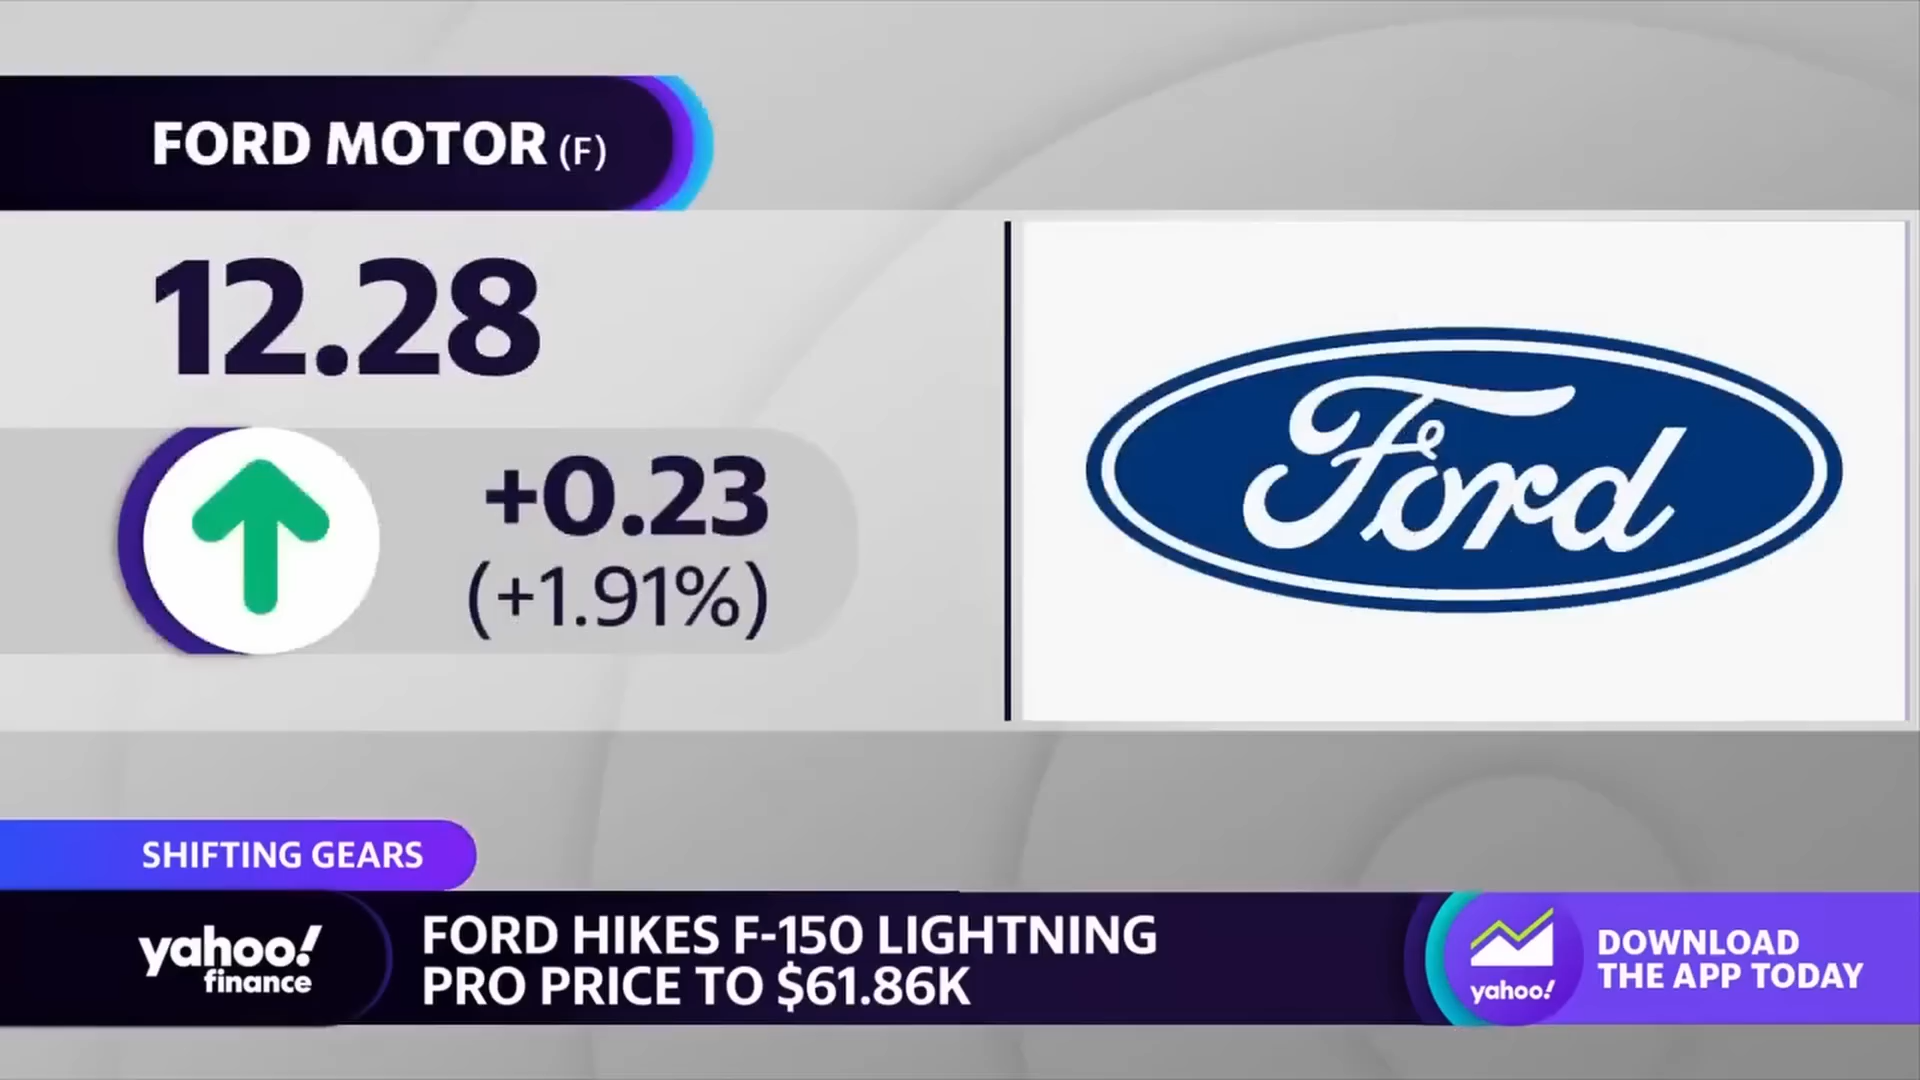 FORD MOTOR (F)
12.28
+0.23
(+1.91%)
Ford
SHIFTING GEARS
yahoo!
finance
FORD HIKES F-150 LIGHTNING
PRO PRICE TO $61.86K
yahoo!
DOWNLOAD
THE APP TODAY